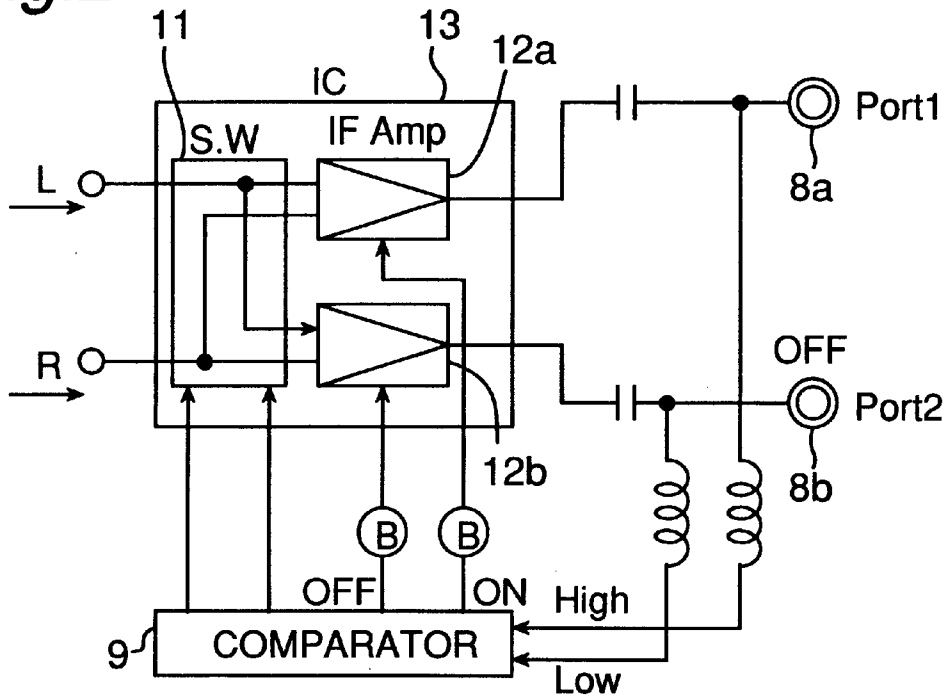 11
13
12a
IC
IF Amp
S.W
Port1
L
8a
R
OFF
Port2
12b
8b
B
B
OFF
ON
High
9
COMPARATOR
Low